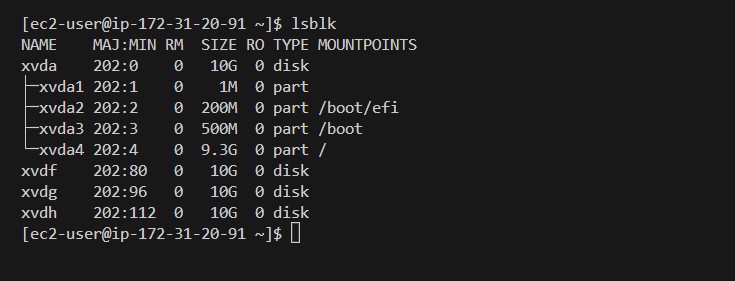 [ec2-user@ip-172-31-20-91 ~]$ lsblk
NAME    MAJ:MIN RM  SIZE RO TYPE MOUNTPOINTS
xvda    202:0    0   10G  0 disk
├─xvda1 202:1    0    1M  0 part
├─xvda2 202:2    0  200M  0 part /boot/efi
├─xvda3 202:3    0  500M  0 part /boot
└─xvda4 202:4    0  9.3G  0 part /
xvdf    202:80   0   10G  0 disk
xvdg    202:96   0   10G  0 disk
xvdh    202:112  0   10G  0 disk
[ec2-user@ip-172-31-20-91 ~]$